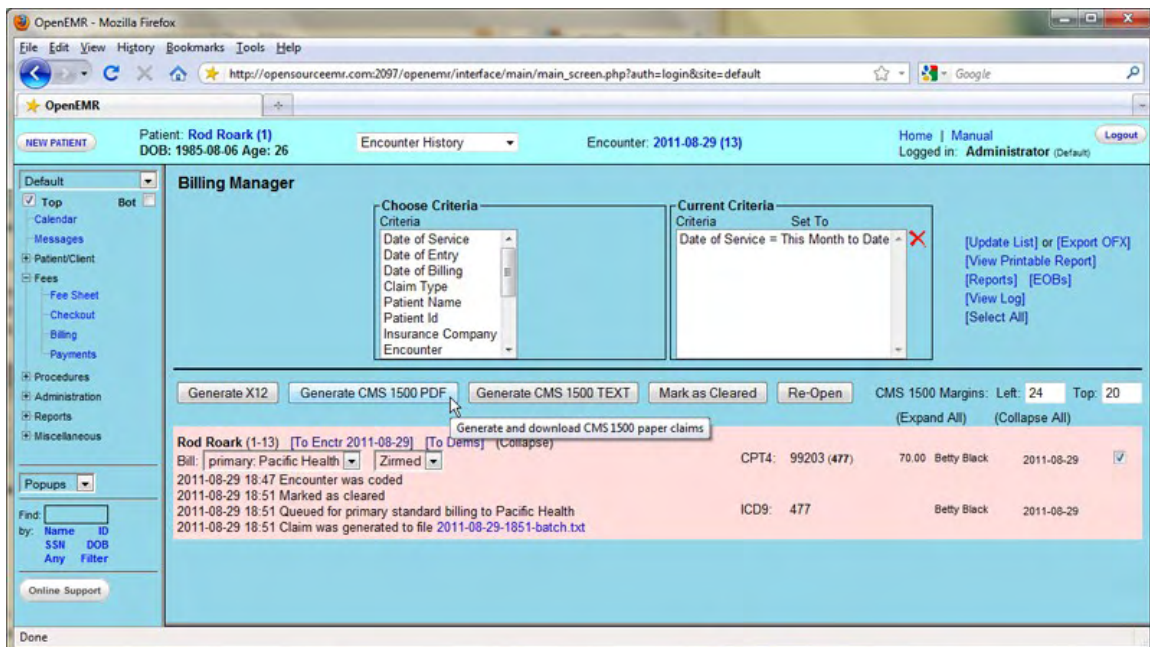 OpenEMR - Mozilla Firefox
File Edit View History Bookmarks Tools Help
http://opensourceemr.com:2097/openemr/interface/main/main_screen.php?auth=login&site=default
Google
OpenEMR
NEW PATIENT
Patient: Rod Roark (1)
DOB: 1985-08-06 Age: 26
Encounter History
Encounter: 2011-08-29 (13)
Home | Manual
Logged in: Administrator (Default)
Logout
Default
Top Bot
Calendar
Messages
Patient/Client
Fees
Fee Sheet
Checkout
Billing
Payments
Procedures
Administration
Reports
Miscellaneous
Popups
Find:
by: Name ID
SSN DOB
Any Filter
Online Support
Billing Manager
Choose Criteria
Criteria
Date of Service
Date of Entry
Date of Billing
Claim Type
Patient Name
Patient Id
Insurance Company
Encounter
Current Criteria
Criteria Set To
Date of Service = This Month to Date
[Update List] or [Export OFX]
[View Printable Report]
[Reports] [EOBs]
[View Log]
[Select All]
Generate X12 Generate CMS 1500 PDF Generate CMS 1500 TEXT Mark as Cleared Re-Open CMS 1500 Margins: Left: 24 Top: 20
(Expand All) (Collapse All)
Generate and download CMS 1500 paper claims
Rod Roark (1-13) [To Enctr 2011-08-29] [To Dems] (Collapse)
Bill: primary: Pacific Health Zirmed CPT4: 99203 (477) 70.00 Betty Black 2011-08-29
2011-08-29 18:47 Encounter was coded
2011-08-29 18:51 Marked as cleared
2011-08-29 18:51 Queued for primary standard billing to Pacific Health ICD9: 477 Betty Black 2011-08-29
2011-08-29 18:51 Claim was generated to file 2011-08-29-1851-batch.txt
Done